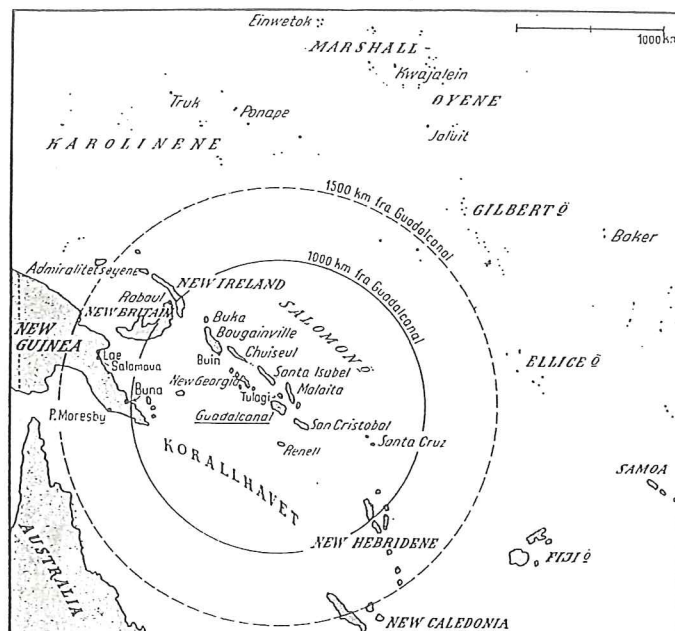 Einwetok
1000 km
MARSHALL-
Kwajalein
ØYENE
Truk
Ponape
Jaluit
KAROLINENE
1500 km fra Guadalcanal
GILBERT Ø
Baker
1000 km fra Guadalcanal
Admiralitetsøyene
NEW IRELAND
Rabaul
NEW BRITAIN
SALOMON Ø
Buka
Bougainville
NEW GUINEA
Buin
Chuiseul
ELLICE Ø
Lae
Salamaua
Santa Isabel
New Georgia
Malaita
Buna
Tulagi
P. Moresby
Guadalcanal
San Cristobal
Santa Cruz
Renell
KORALLHAVET
SAMOA
NEW HEBRIDENE
FIJI Ø
AUSTRALIA
NEW CALEDONIA